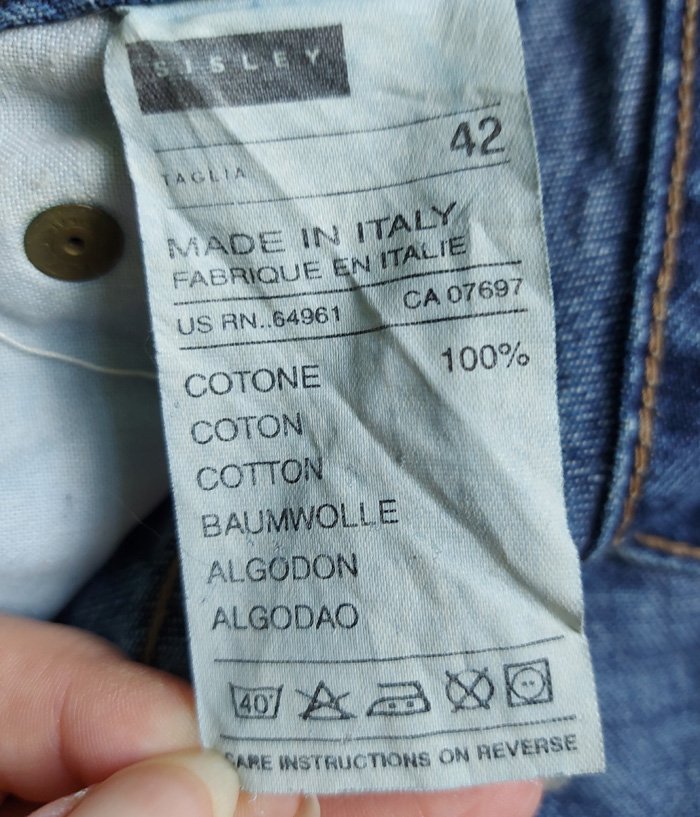 SISLEY
TAGLIA 42
MADE IN ITALY
FABRIQUE EN ITALIE
US RN..64961 CA 07697
COTONE 100%
COTON
COTTON
BAUMWOLLE
ALGODON
ALGODAO
40°
CARE INSTRUCTIONS ON REVERSE